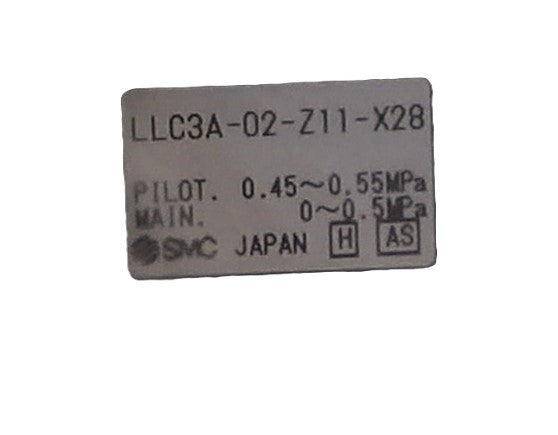 LLC3A-02-Z11-X28
PILOT. 0.45～0.55MPa
MAIN. 0～0.5MPa
SMC JAPAN H AS